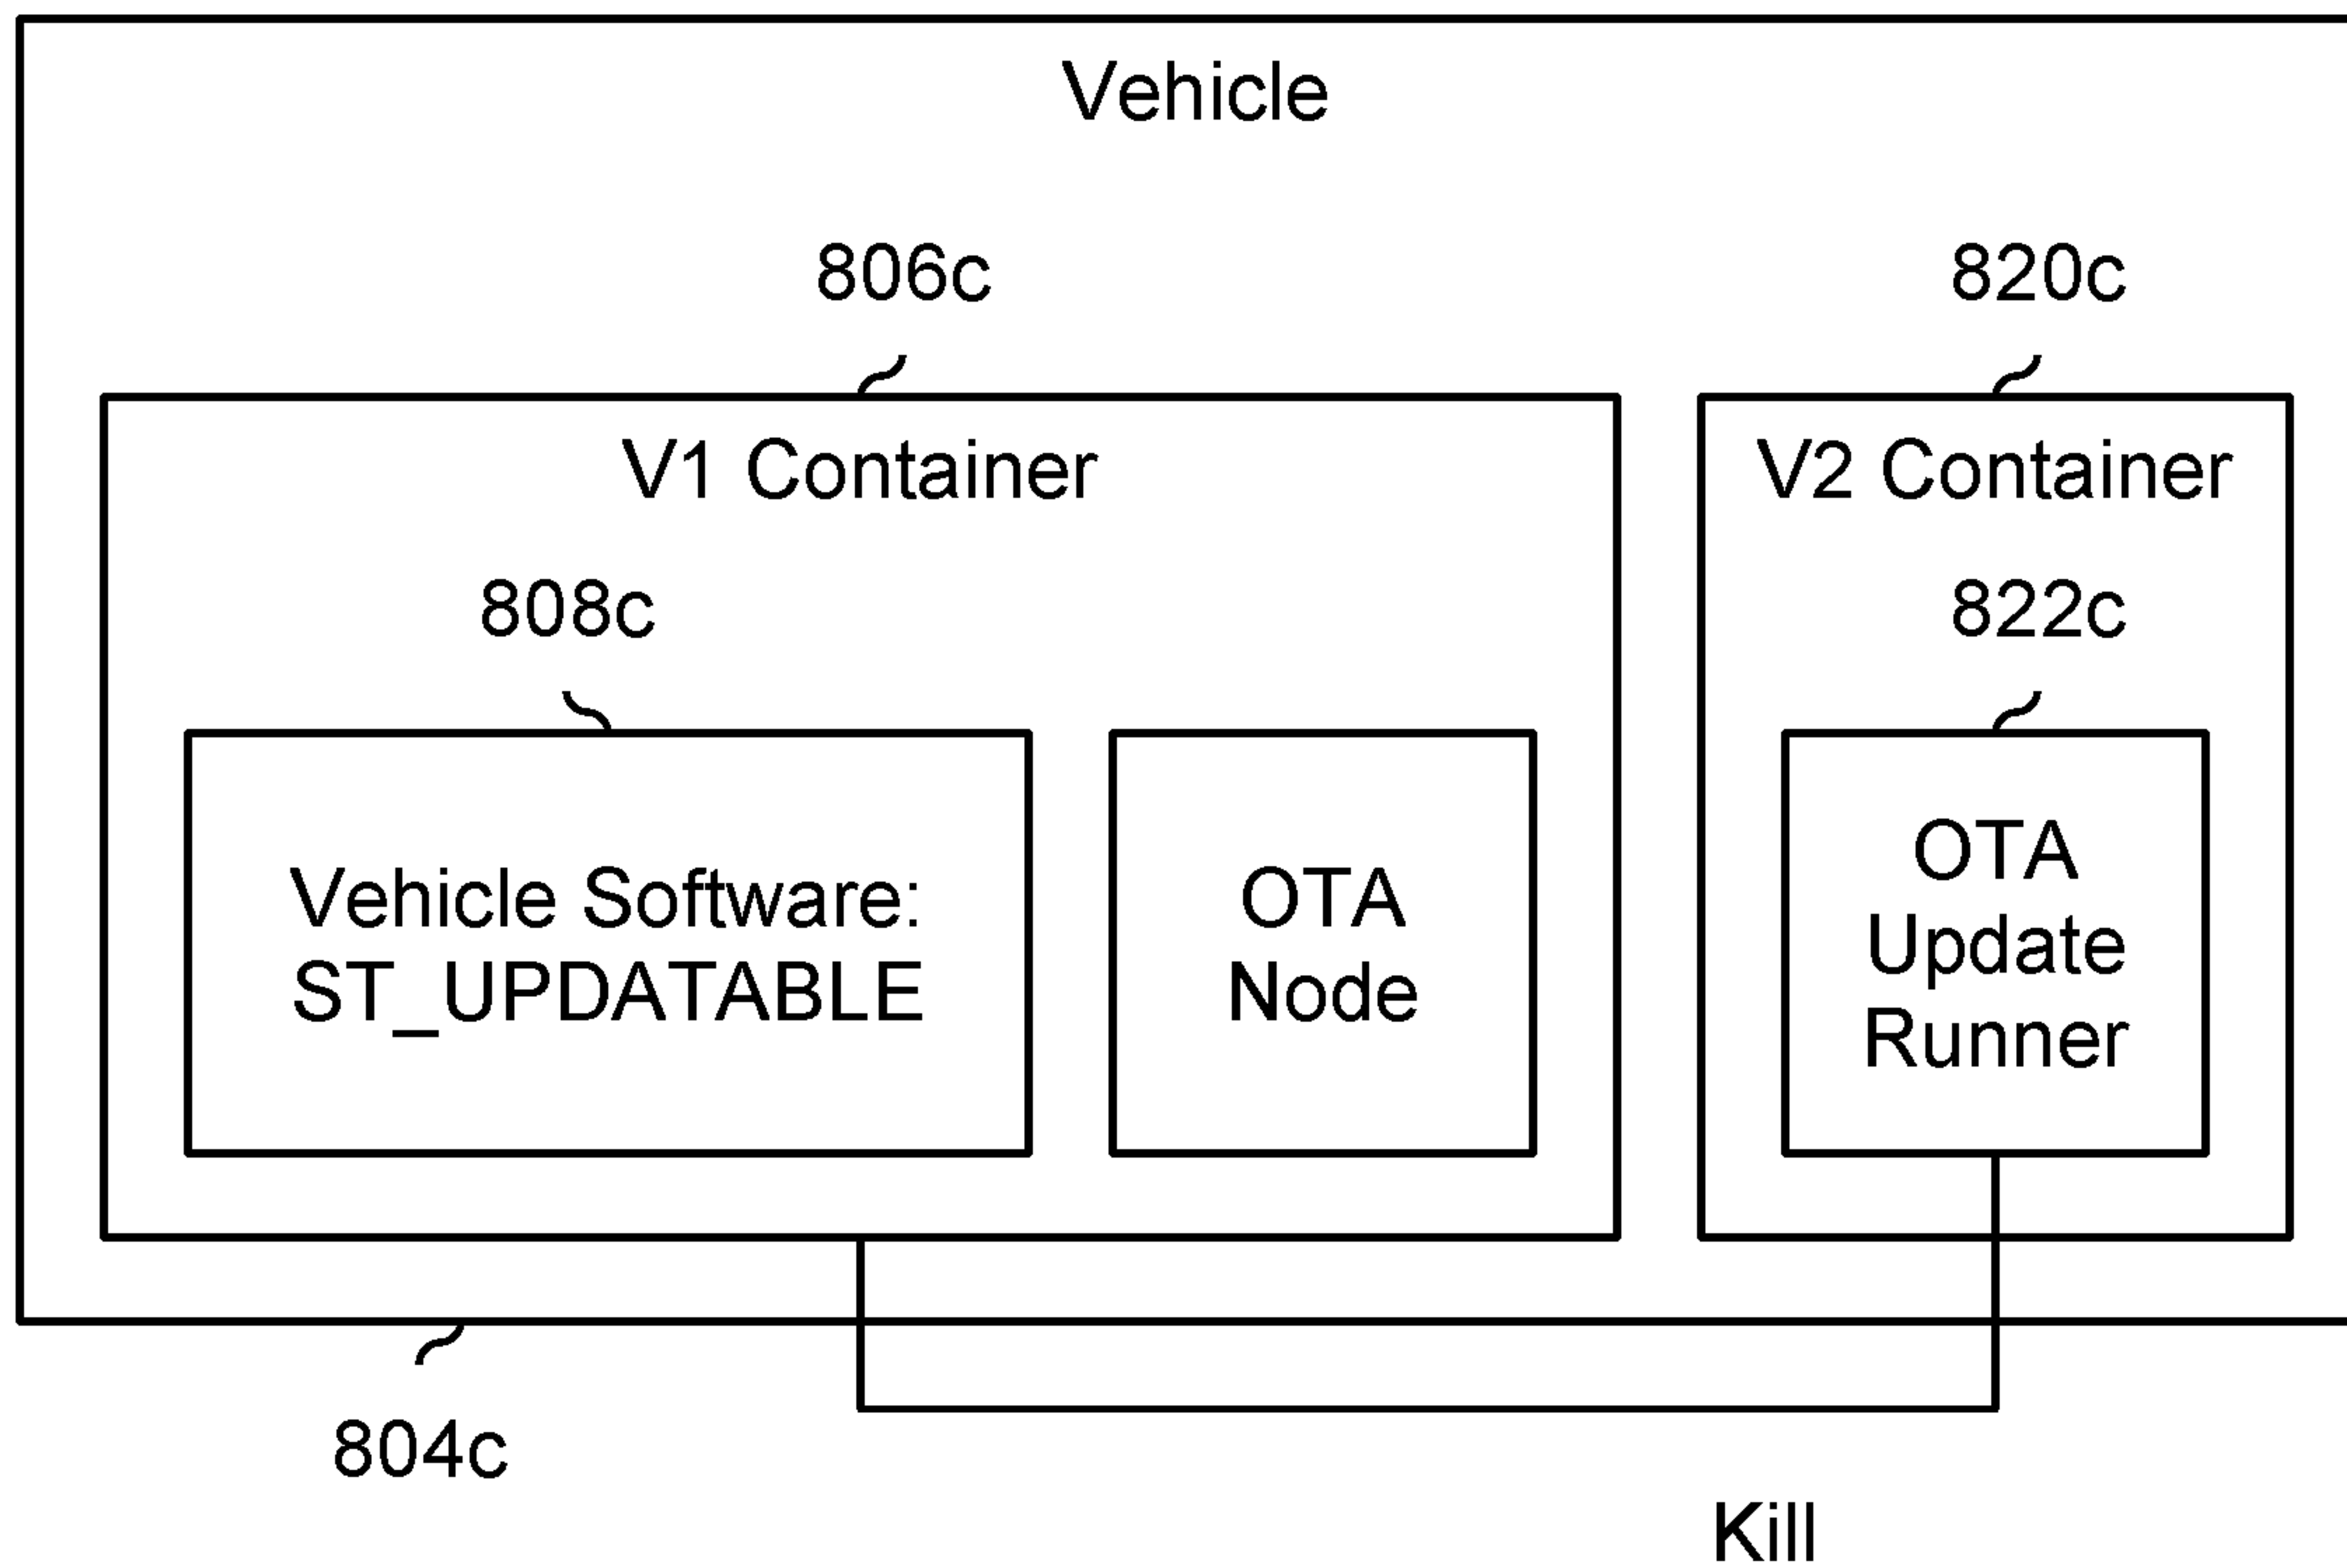 Vehicle
806c
820c
V1 Container
V2 Container
808c
822c
Vehicle Software:
ST_UPDATABLE
OTA
Node
OTA
Update
Runner
804c
Kill